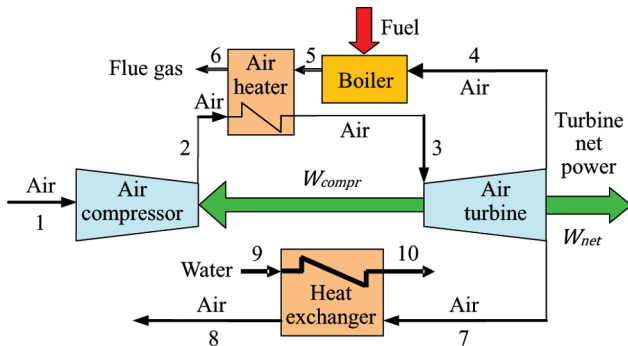 Fuel
6
5
4
Flue gas
Air
heater
Boiler
Air
Air
Turbine
net
power
2
Air
3
Air
1
Air
compressor
Wcompr
Air
turbine
Wnet
Water
9
10
Heat
exchanger
Air
8
Air
7